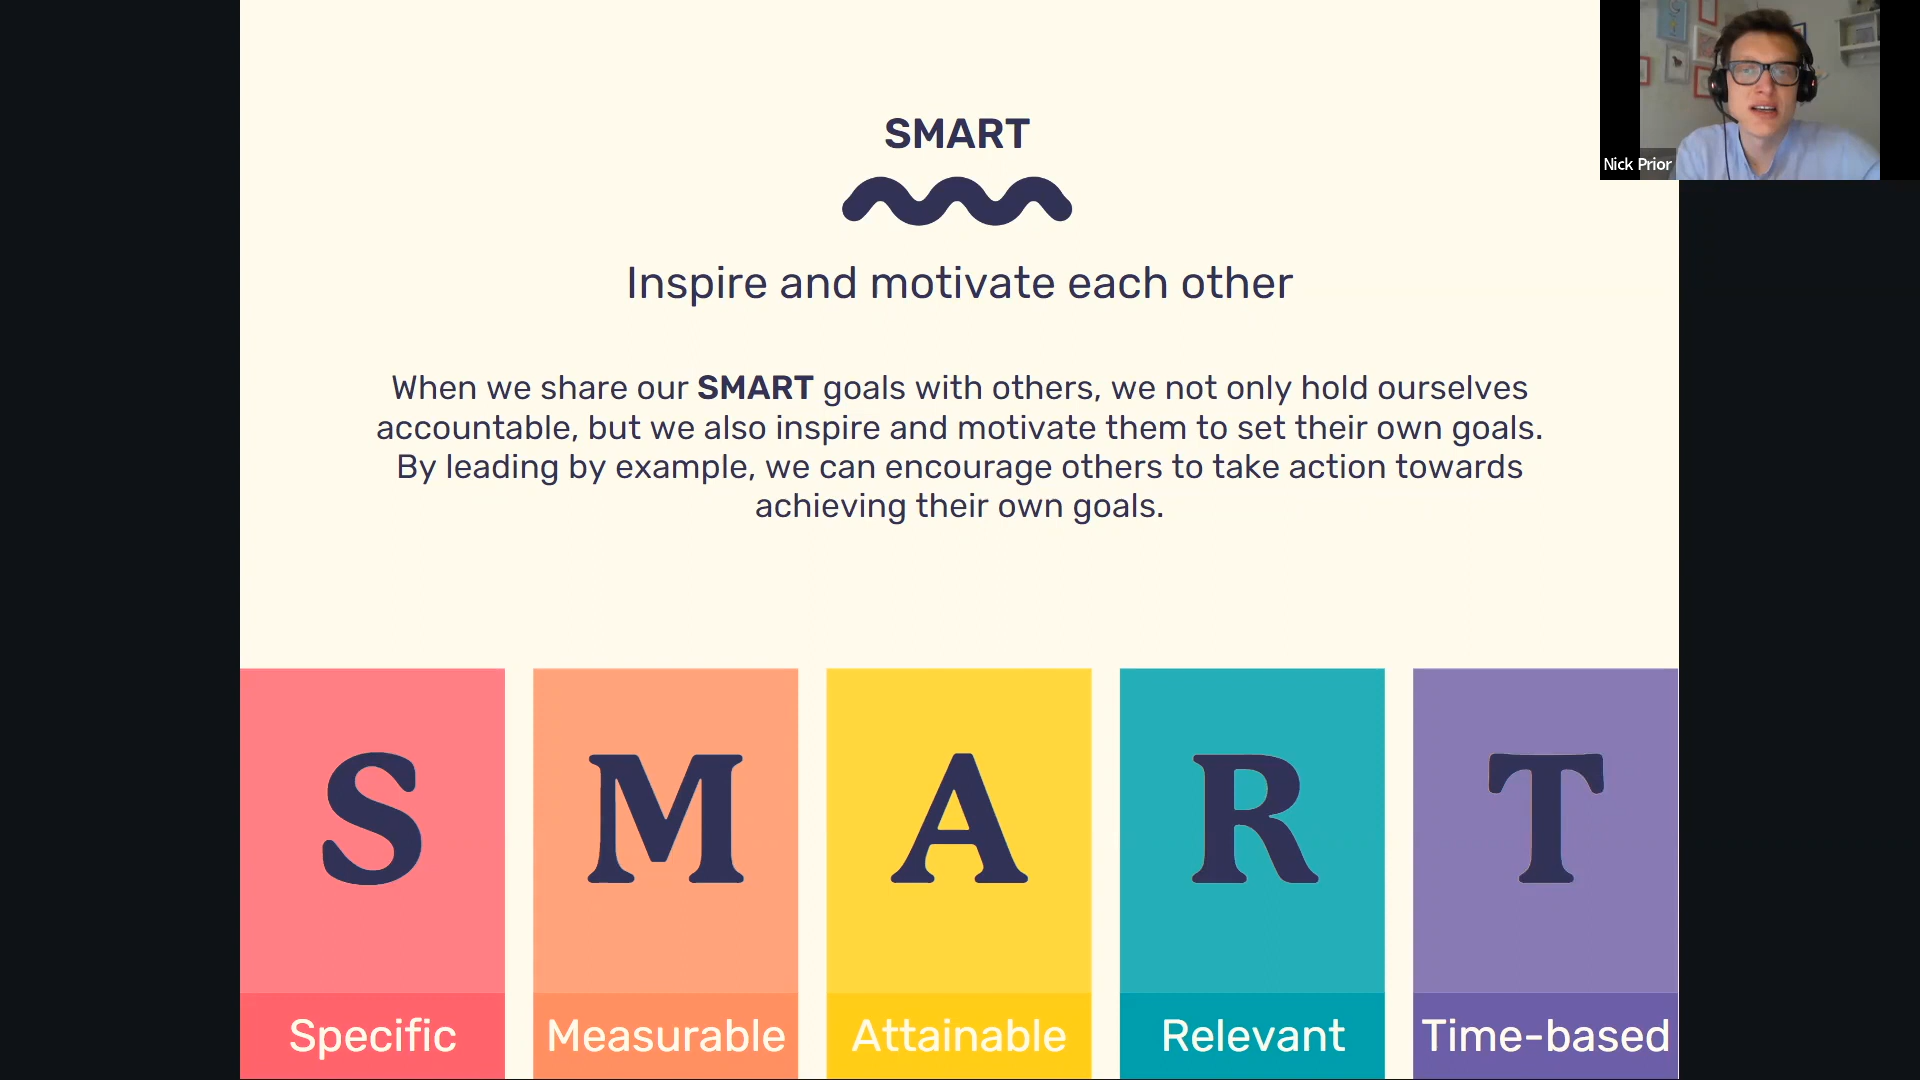 SMART
Nick Prior
Inspire and motivate each other
When we share our SMART goals with others, we not only hold ourselves
accountable, but we also inspire and motivate them to set their own goals.
By leading by example, we can encourage others to take action towards
achieving their own goals.
S M A R T
Specific Measurable Attainable Relevant Time-based